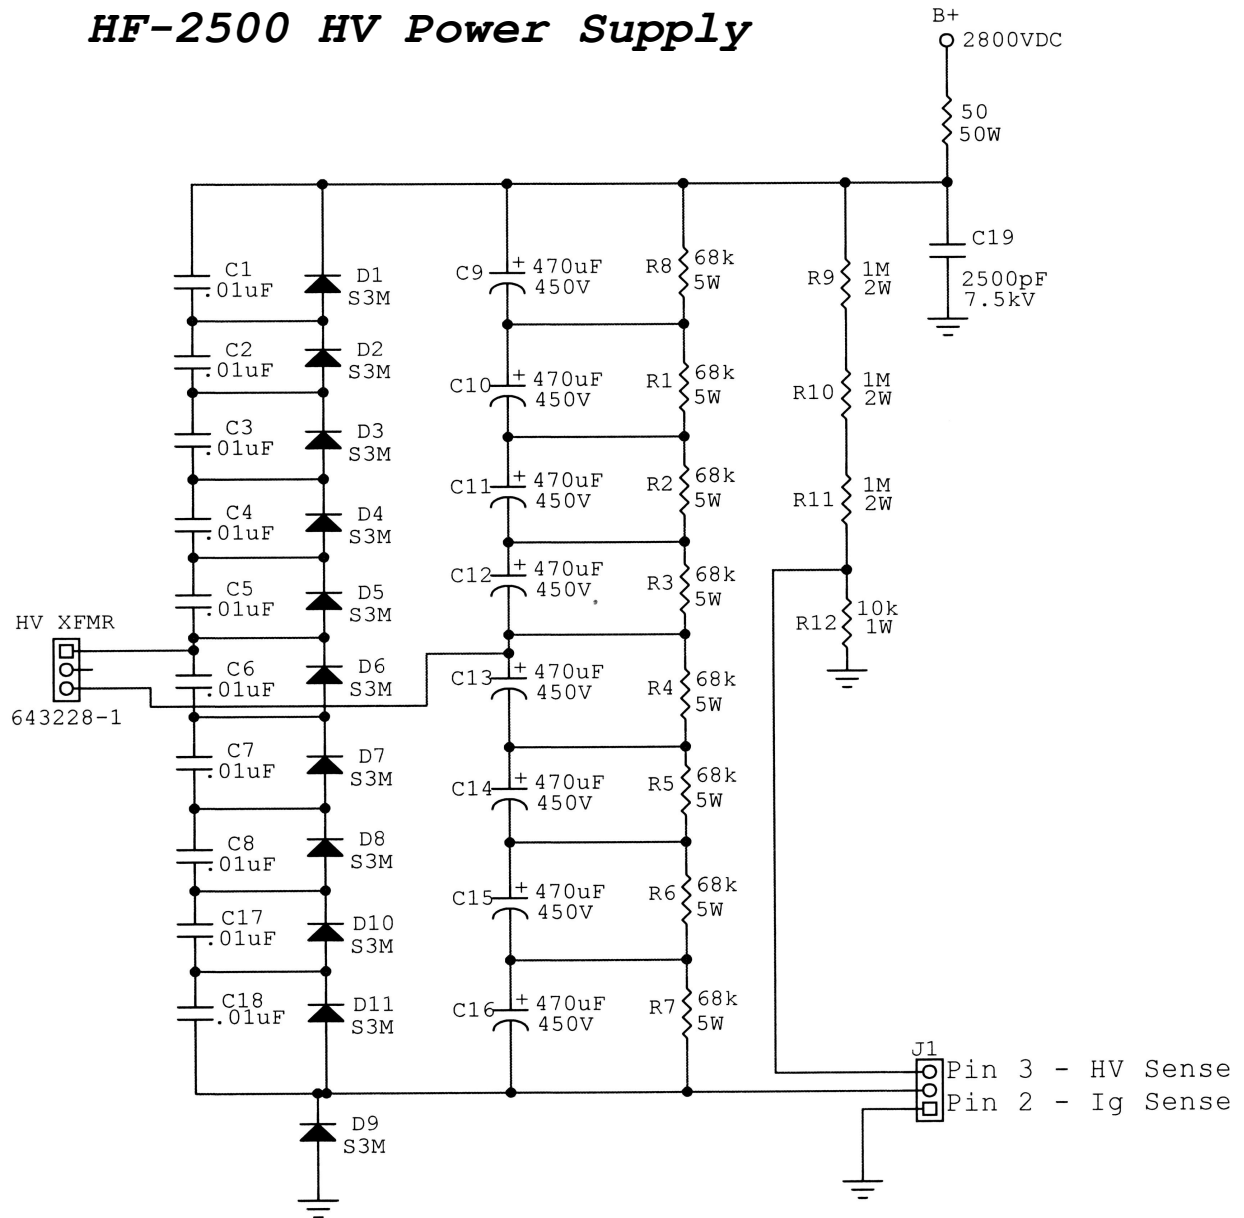 HF-2500 HV Power Supply
B+
2800VDC
50
50W
C19
2500pF
7.5kV
C1
.01uF
D1
S3M
C9
+ 470uF
450V
R8
68k
5W
R9
1M
2W
C2
.01uF
D2
S3M
C10
+ 470uF
450V
R1
68k
5W
R10
1M
2W
C3
.01uF
D3
S3M
C11
+ 470uF
450V
R2
68k
5W
R11
1M
2W
C4
.01uF
D4
S3M
C12
+ 470uF
450V
R3
68k
5W
R12
10k
1W
C5
.01uF
D5
S3M
HV XFMR
643228-1
C6
.01uF
D6
S3M
C13
+ 470uF
450V
R4
68k
5W
C7
.01uF
D7
S3M
C14
+ 470uF
450V
R5
68k
5W
C8
.01uF
D8
S3M
C15
+ 470uF
450V
R6
68k
5W
C17
.01uF
D10
S3M
C18
.01uF
D11
S3M
C16
+ 470uF
450V
R7
68k
5W
J1
Pin 3 - HV Sense
Pin 2 - Ig Sense
D9
S3M